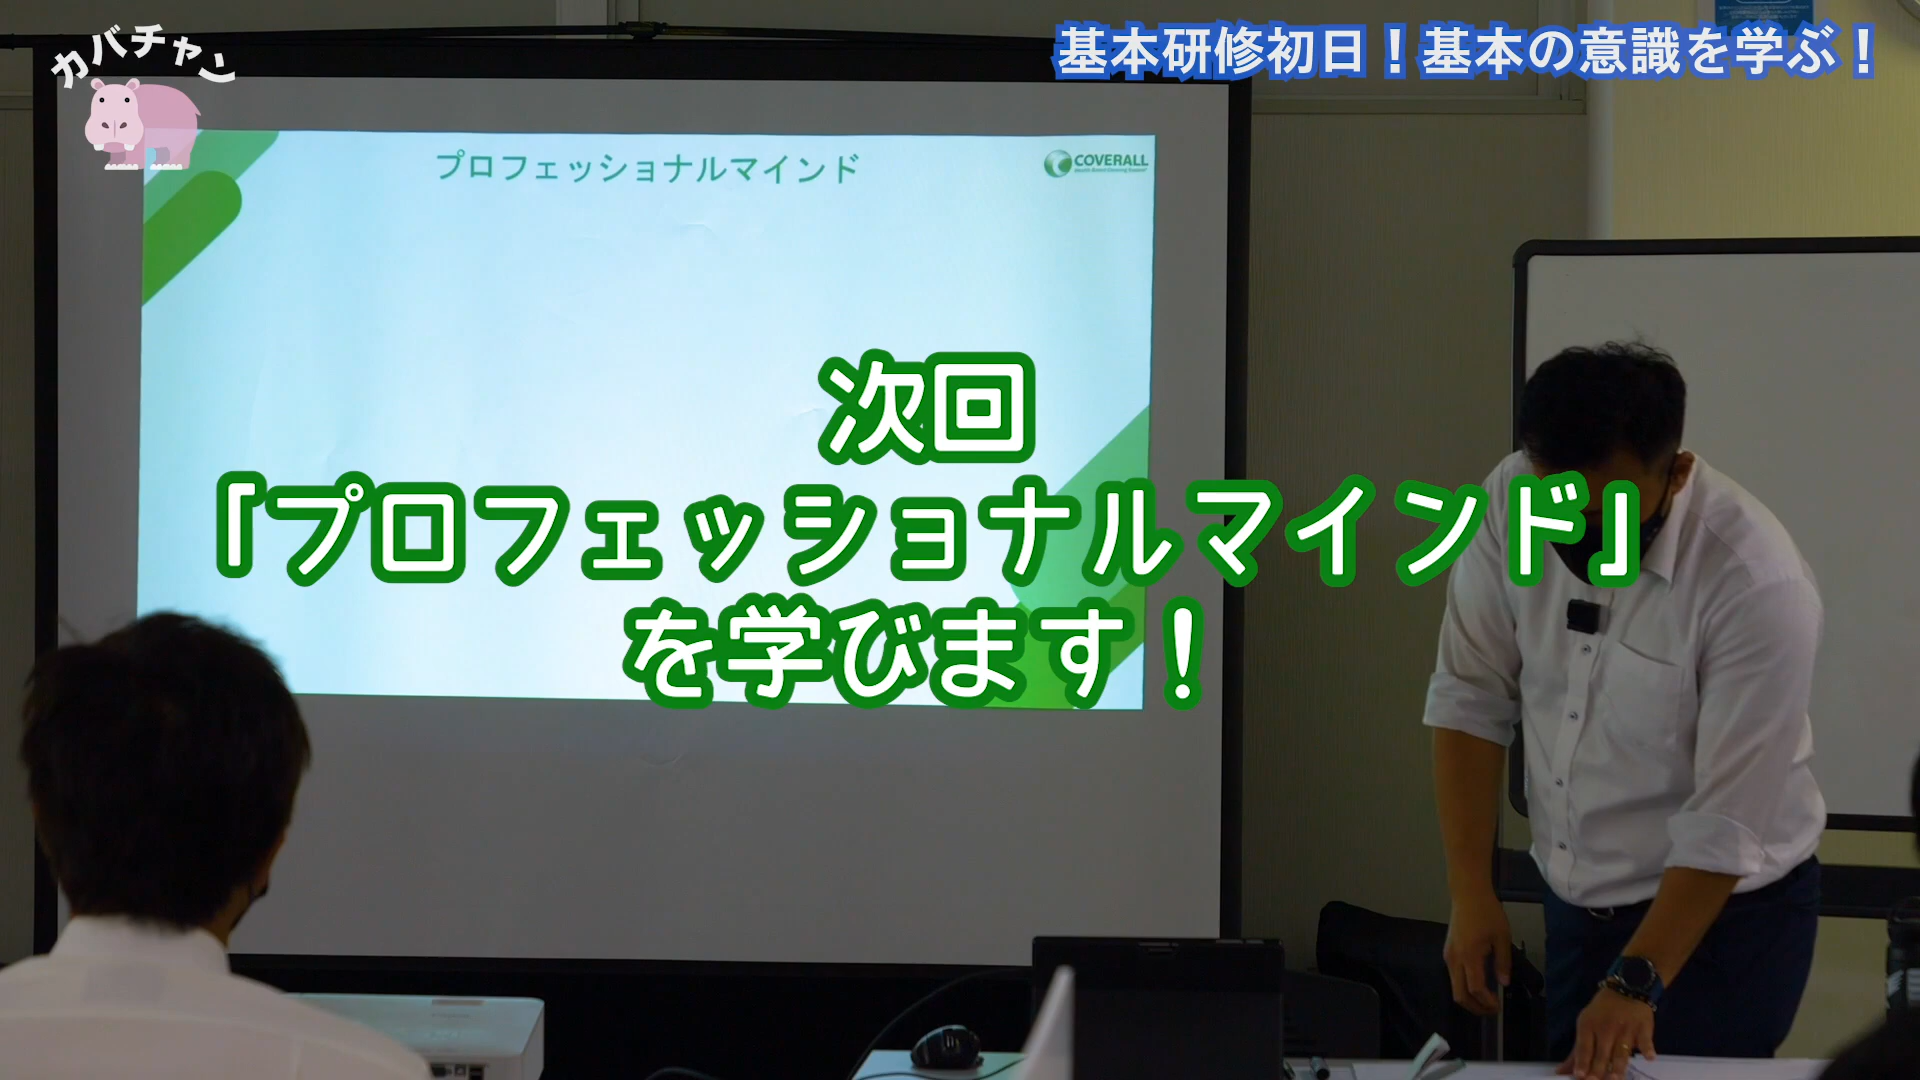 カバチャン
基本研修初日！基本の意識を学ぶ！
プロフェッショナルマインド
COVERALL
次回
「プロフェッショナルマインド」
を学びます！